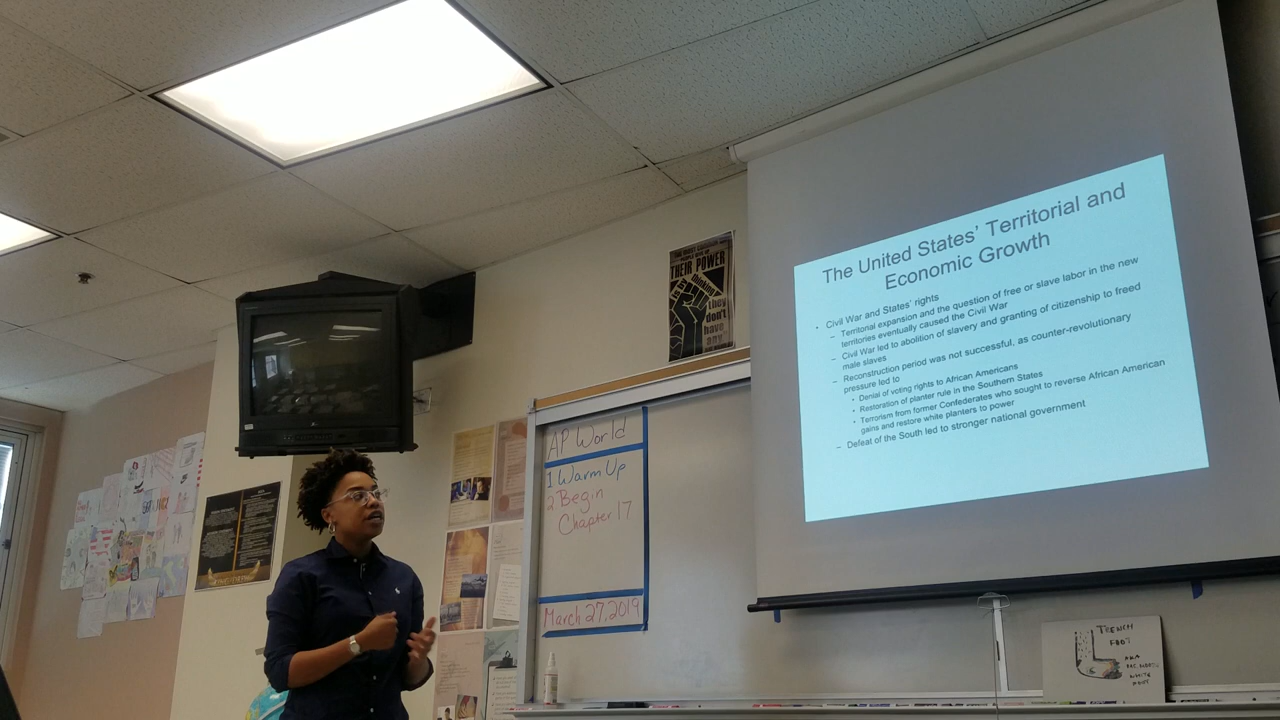 The United States' Territorial and
Economic Growth
Civil War and States' rights
Territorial expansion and the question of free or slave labor in the new
territories eventually caused the Civil War
Civil War led to abolition of slavery and granting of citizenship to freed
male slaves
Reconstruction period was not successful, as counter-revolutionary
pressure led to
Denial of voting rights to African Americans
Restoration of planter rule in the Southern States
Terrorism from former Confederates who sought to reverse African American
gains and restore white planters to power
Defeat of the South led to stronger national government
THEIR POWER
they
don't
have
any
AP World
1 Warm Up
2 Begin
Chapter 17
March 27, 2019
TRENCH
FOOT
AKA